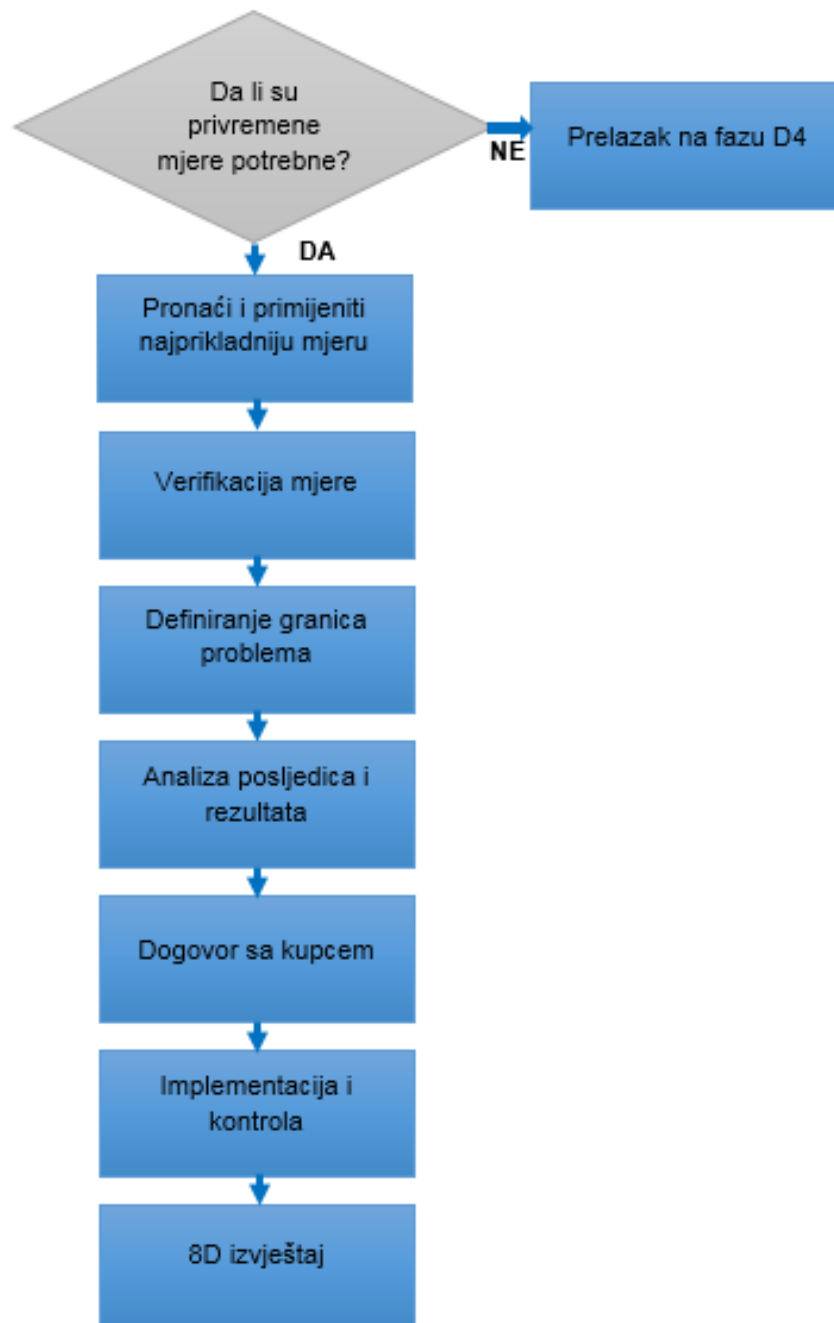 Da li su
privremene
mjere potrebne?
NE
Prelazak na fazu D4
DA
Pronaći i primijeniti
najprikladniju mjeru
Verifikacija mjere
Definiranje granica
problema
Analiza posljedica i
rezultata
Dogovor sa kupcem
Implementacija i
kontrola
8D izvještaj